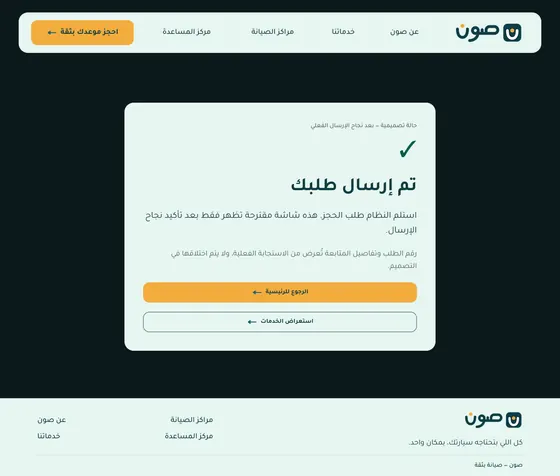 صون
عن صون
خدماتنا
مراكز الصيانة
مركز المساعدة
احجز موعدك بثقة ←
حالة تصميمية – بعد نجاح الإرسال الفعلي
✓
تم إرسال طلبك
استلم النظام طلب الحجز. هذه شاشة مقترحة تظهر فقط بعد تأكيد نجاح
الإرسال.
رقم الطلب وتفاصيل المتابعة تُعرض من الاستجابة الفعلية، ولا يتم اختلاقها في
التصميم.
الرجوع للرئيسية ←
استعراض الخدمات ←
صون
كل اللي بتحتاجه سيارتك، بمكان واحد.
مراكز الصيانة
مركز المساعدة
عن صون
خدماتنا
صون – صيانة بثقة